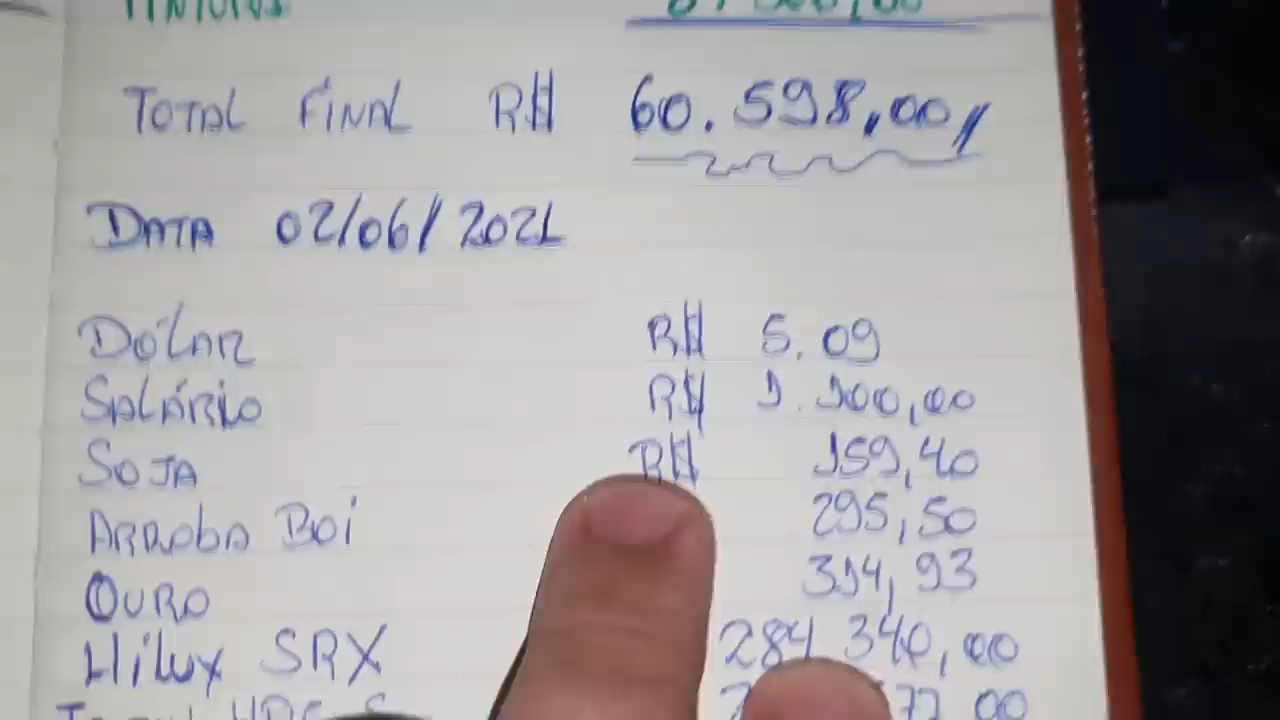 TOTAL FINAL R$ 60.598,00
DATA 02/06/2021
DÓLAR R$ 5.09
SALÁRIO R$ 1.100,00
SOJA R$ 159,40
ARROBA BOI 295,50
OURO 314,93
HILUX SRX 284.340,00